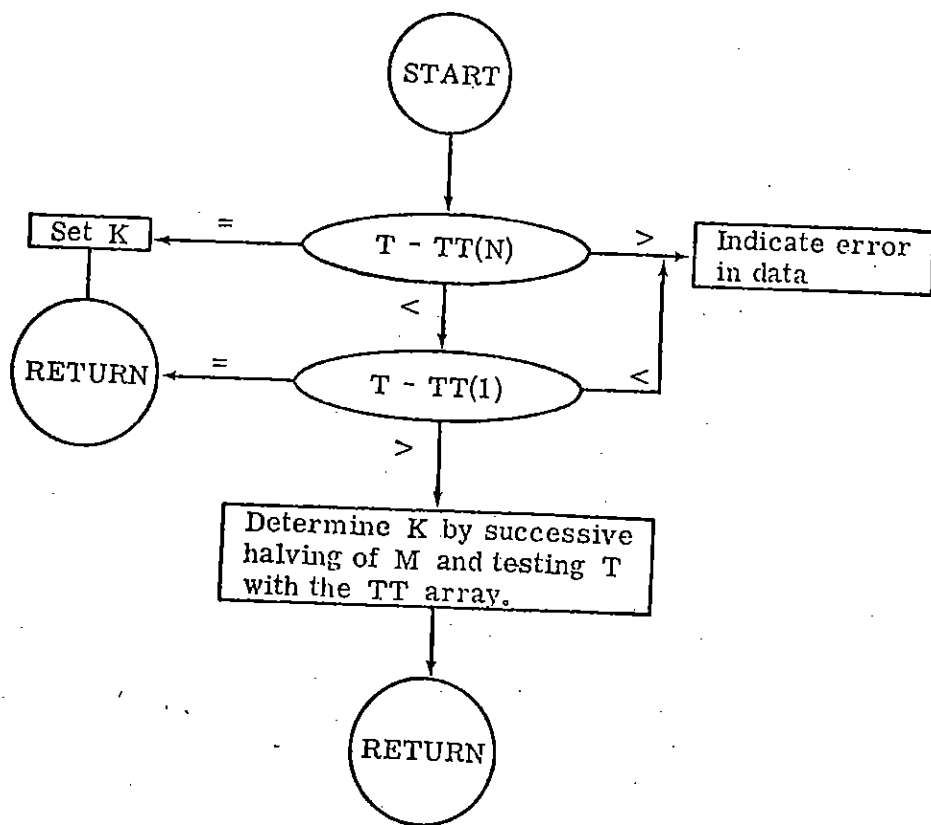 START
=
Set K
T - TT(N)
>
Indicate error
in data
<
RETURN
=
T - TT(1)
<
>
Determine K by successive
halving of M and testing T
with the TT array.
RETURN